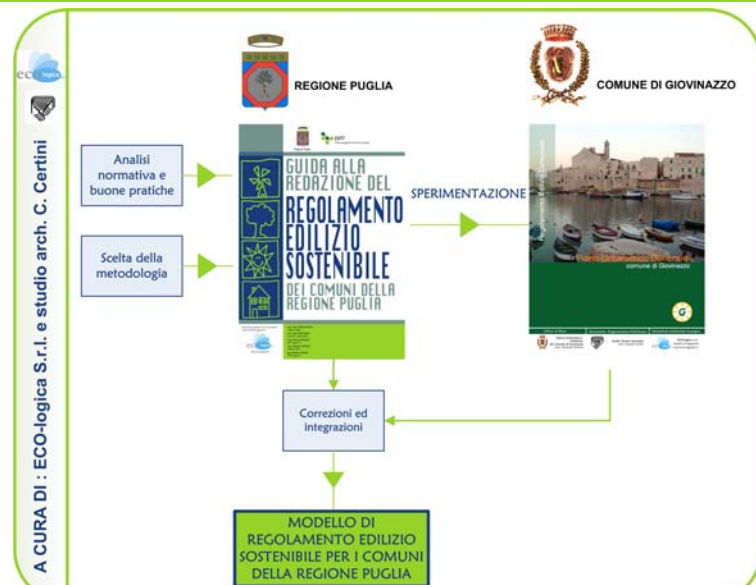 A CURA DI : ECO-logica S.r.l. e studio arch. C. Certini
eco logica
REGIONE PUGLIA
COMUNE DI GIOVINAZZO
Analisi
normativa e
buone pratiche
Scelta della
metodologia
GUIDA ALLA
REDAZIONE DEL
REGOLAMENTO
EDILIZIO
SOSTENIBILE
DEI COMUNI DELLA
REGIONE PUGLIA
SPERIMENTAZIONE
Piano Urbanistico Generale
comune di Giovinazzo
Correzioni ed
integrazioni
MODELLO DI
REGOLAMENTO EDILIZIO
SOSTENIBILE PER I COMUNI
DELLA REGIONE PUGLIA